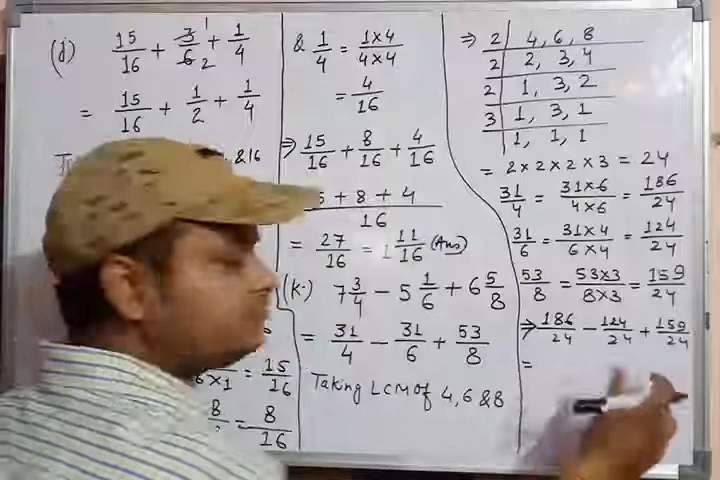 (d) 15/16 + 3/6 1/2 + 1/4
= 15/16 + 1/2 + 1/4
& 16
×1 = 15/16
8 = 8/16
& 1/4 = 1×4/4×4
= 4/16
⇒ 15/16 + 8/16 + 4/16
5 + 8 + 4/16
= 27/16 = 1 11/16 (Ans)
(K.) 7 3/4 − 5 1/6 + 6 5/8
= 31/4 − 31/6 + 53/8
Taking LCM of 4, 6 & 8
⇒ 2 | 4, 6, 8
2 | 2, 3, 4
2 | 1, 3, 2
3 | 1, 3, 1
1, 1, 1
= 2×2×2×3 = 24
31/4 = 31×6/4×6 = 186/24
31/6 = 31×4/6×4 = 124/24
53/8 = 53×3/8×3 = 159/24
⇒ 186/24 − 124/24 + 159/24
=